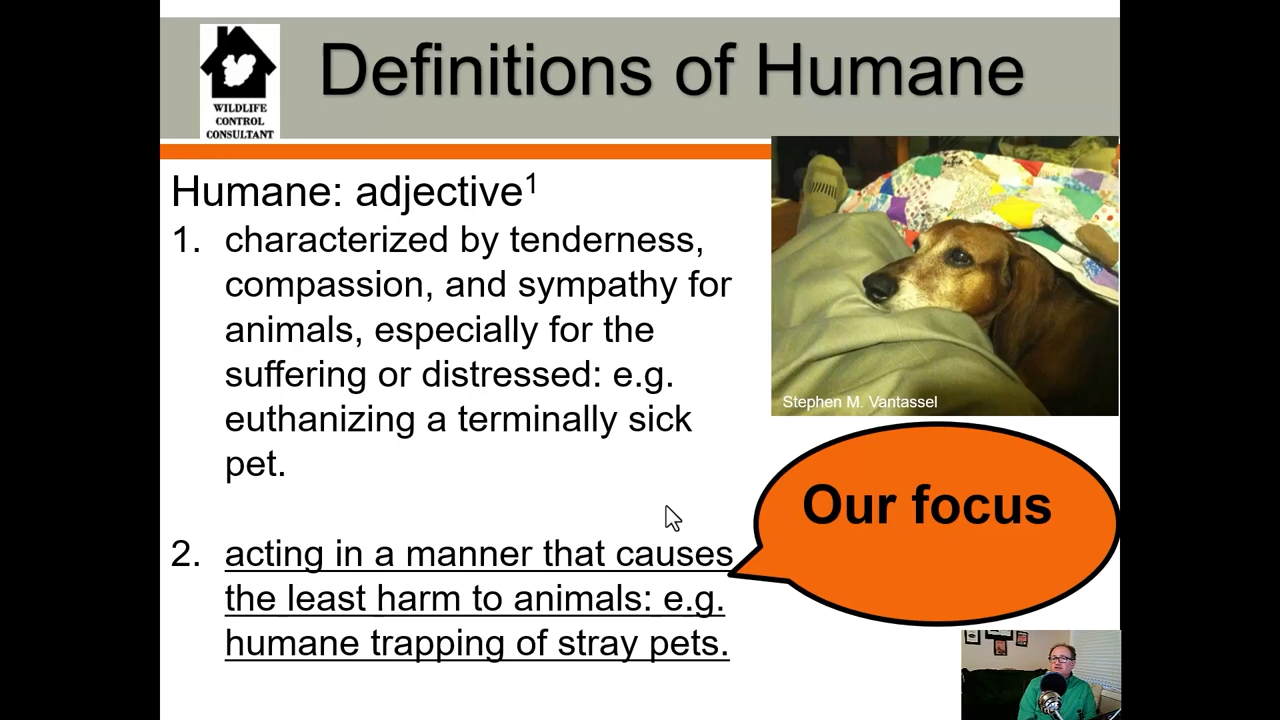 Definitions of Humane
WILDLIFE
CONTROL
CONSULTANT
Humane: adjective1
1. characterized by tenderness,
compassion, and sympathy for
animals, especially for the
suffering or distressed: e.g.
euthanizing a terminally sick
pet.
Stephen M. Vantassel
Our focus
2. acting in a manner that causes
the least harm to animals: e.g.
humane trapping of stray pets.